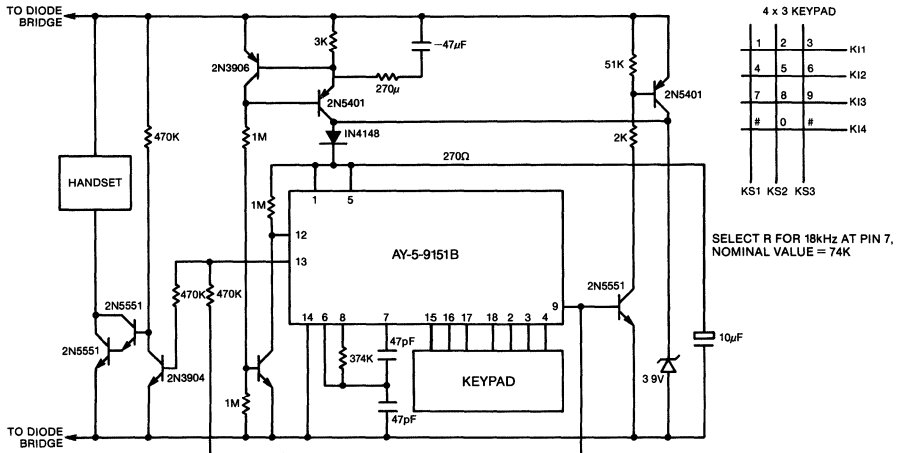 TO DIODE
BRIDGE
4 x 3 KEYPAD
1 2 3 KI1
4 5 6 KI2
7 8 9 KI3
# 0 # KI4
KS1 KS2 KS3
3K
−47µF
2N3906
270µ
2N5401
51K
2N5401
470K
1M
IN4148
2K
HANDSET
270Ω
1M
1 5
12
13
AY-5-9151B
SELECT R FOR 18kHz AT PIN 7,
NOMINAL VALUE = 74K
470K
470K
2N5551
9
2N5551
14 6 8 7 15 16 17 18 2 3 4
2N5551
47pF
10µF
374K
2N3904
KEYPAD
3 9V
1M
47pF
TO DIODE
BRIDGE